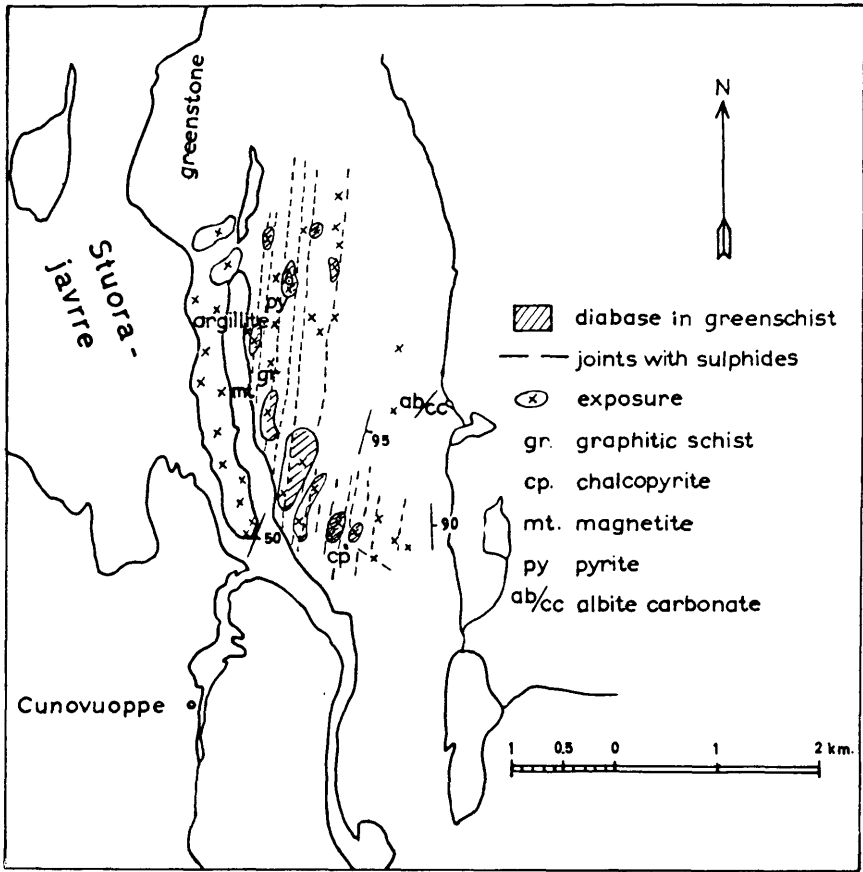 greenstone
N
Stuora-
javrre
py
argillite
gr
mt
ab/cc
95
90
50
cp
Cunovuoppe
diabase in greenschist
joints with sulphides
x exposure
gr. graphitic schist
cp. chalcopyrite
mt. magnetite
py pyrite
ab/cc albite carbonate
1 0.5 0 1 2 km.